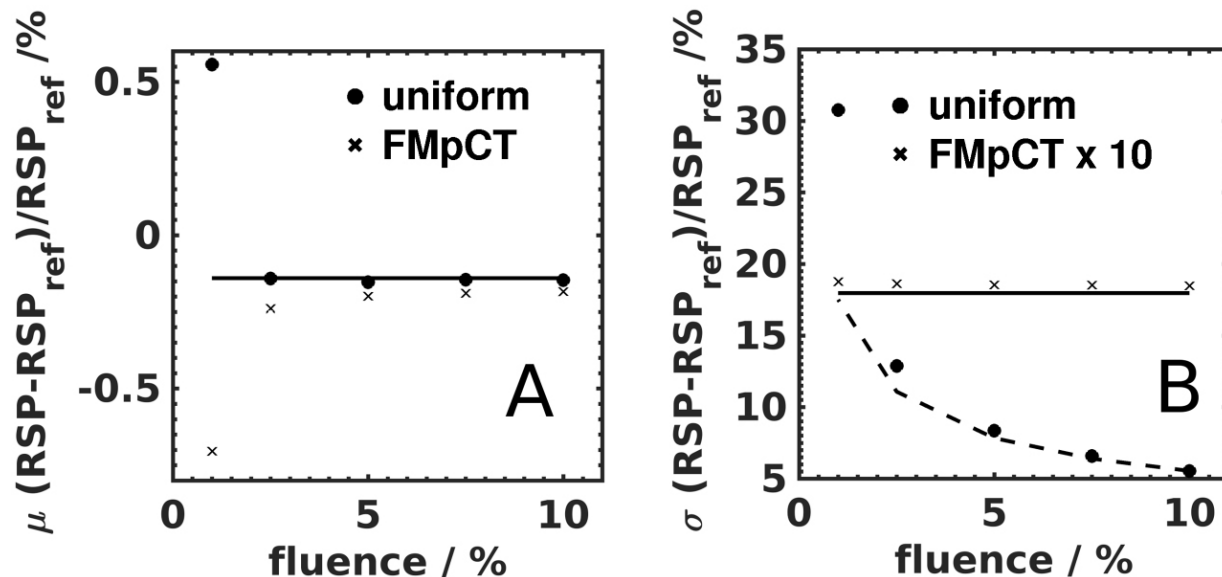 μ (RSP-RSP_ref)/RSP_ref /%
0.5
0
-0.5
● uniform
× FMpCT
A
0 5 10
fluence / %
σ (RSP-RSP_ref)/RSP_ref /%
35
30
25
20
15
10
5
● uniform
× FMpCT x 10
B
0 5 10
fluence / %